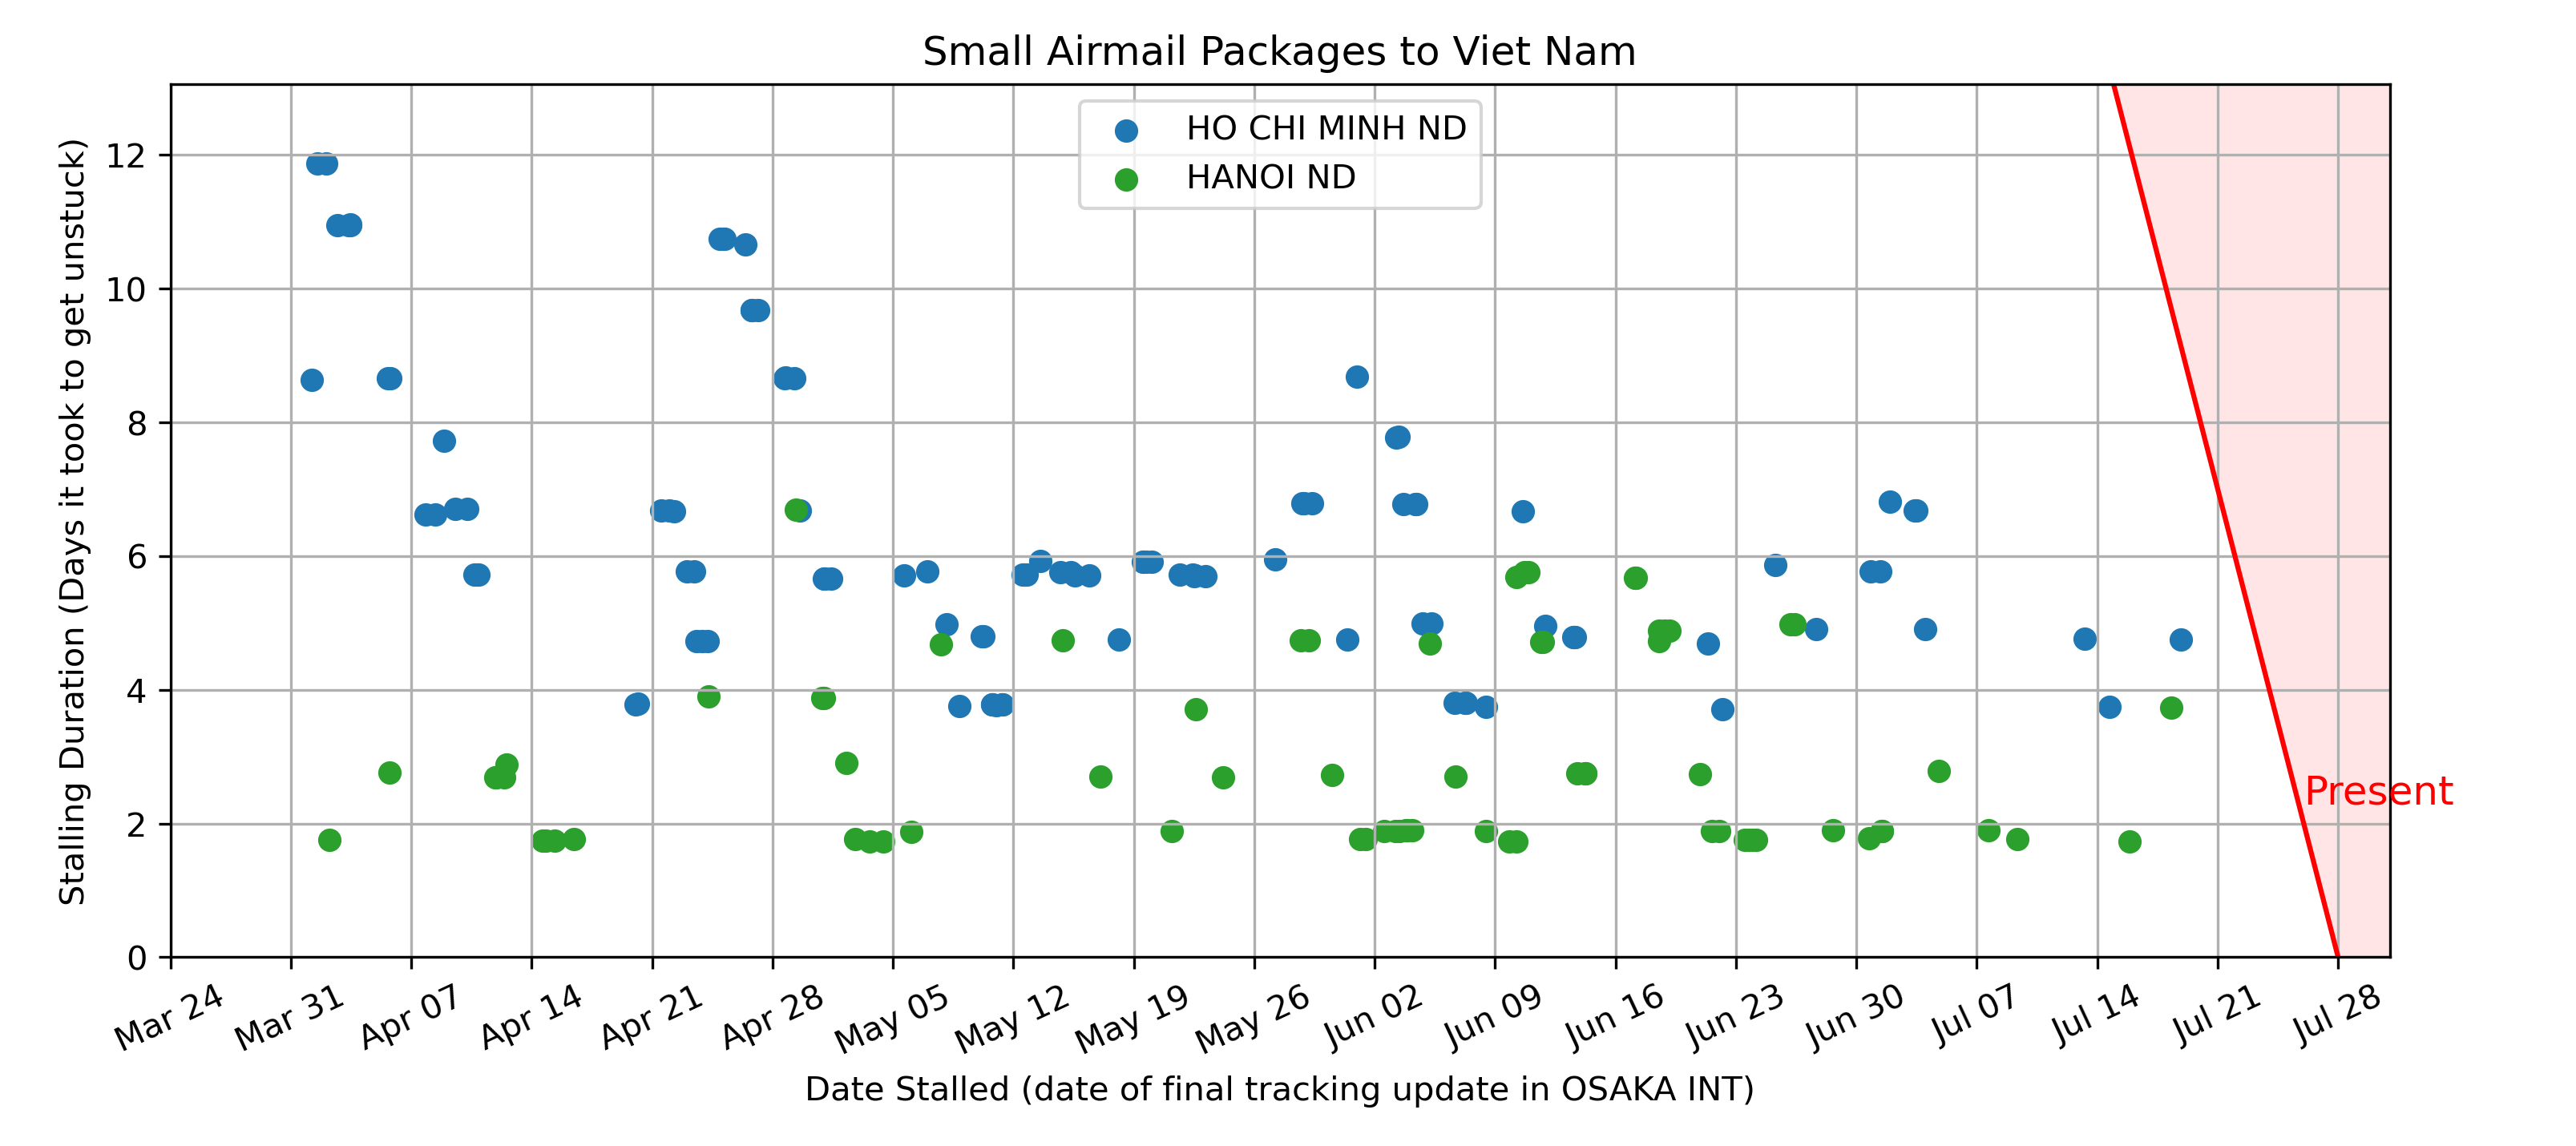 Small Airmail Packages to Viet Nam
HO CHI MINH ND
HANOI ND
Stalling Duration (Days it took to get unstuck)
12
10
8
6
4
2
0
Present
Mar 24
Mar 31
Apr 07
Apr 14
Apr 21
Apr 28
May 05
May 12
May 19
May 26
Jun 02
Jun 09
Jun 16
Jun 23
Jun 30
Jul 07
Jul 14
Jul 21
Jul 28
Date Stalled (date of final tracking update in OSAKA INT)